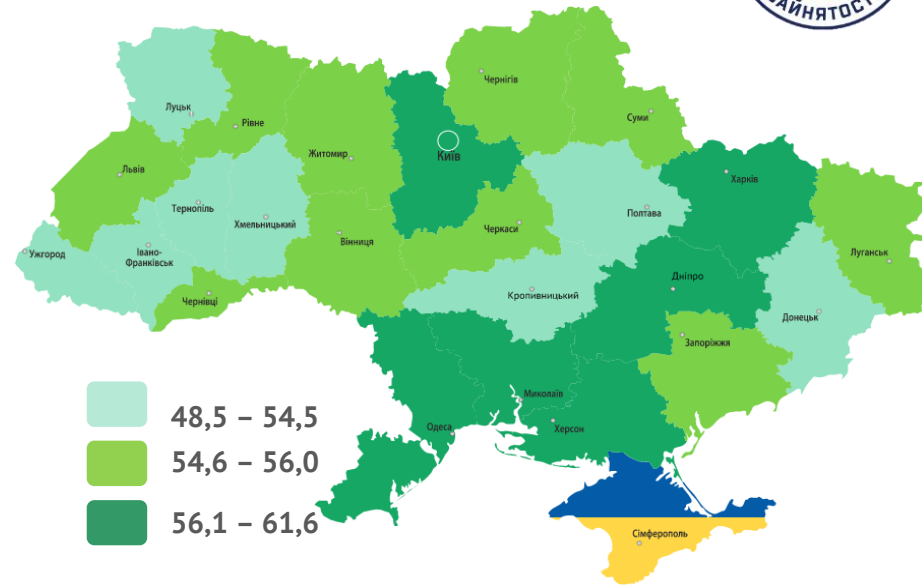 ЗАЙНЯТОСТ
Чернігів
Луцьк
Рівне
Суми
Київ
Житомир
Львів
Харків
Тернопіль
Полтава
Хмельницький
Черкаси
Вінниця
Ужгород
Івано-
Франківськ
Луганськ
Дніпро
Чернівці
Кропивницький
Донецьк
Запоріжжя
Миколаїв
48,5 – 54,5
Одеса
Херсон
54,6 – 56,0
56,1 – 61,6
Сімферополь